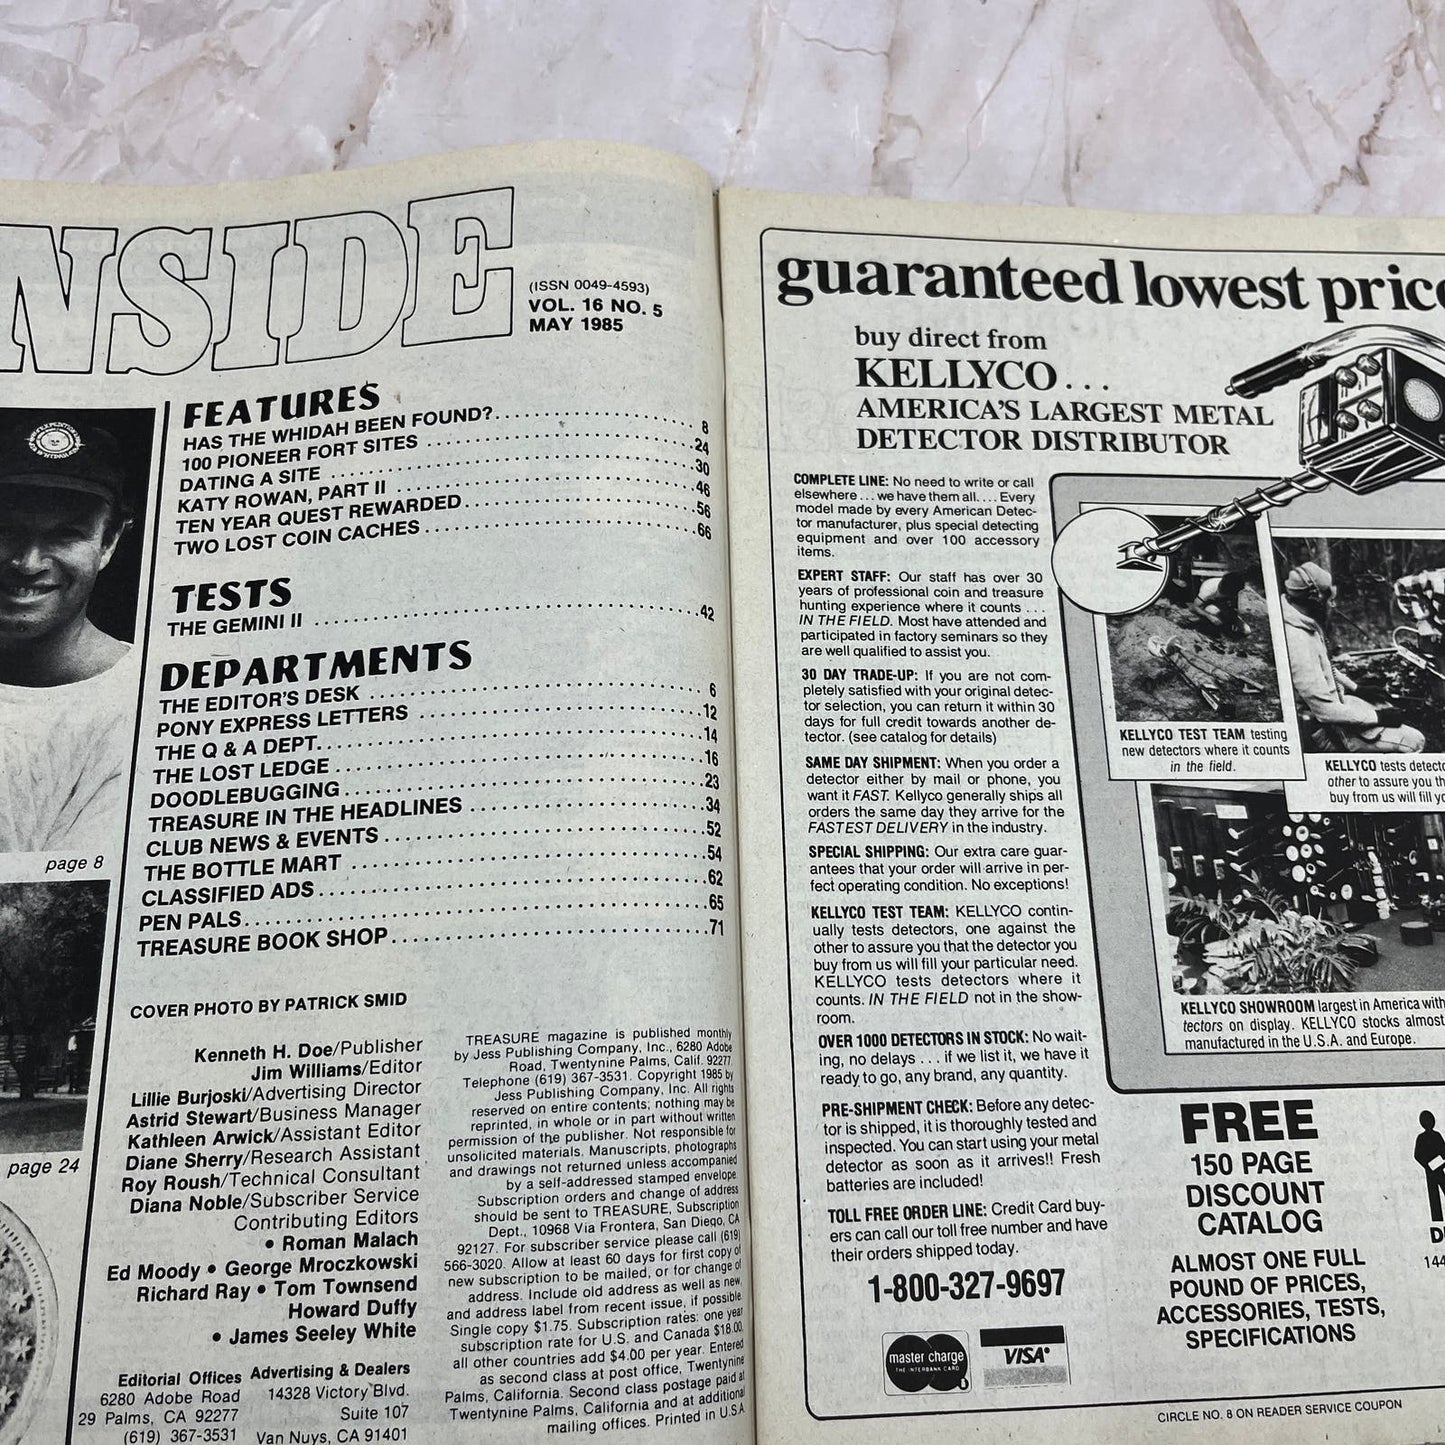 INSIDE
(ISSN 0049-4593)
VOL. 16 NO. 5
MAY 1985
FEATURES
HAS THE WHIDAH BEEN FOUND? 8
100 PIONEER FORT SITES 24
DATING A SITE 30
KATY ROWAN, PART II 46
TEN YEAR QUEST REWARDED 56
TWO LOST COIN CACHES 66
TESTS
THE GEMINI II 42
DEPARTMENTS
THE EDITOR'S DESK 6
PONY EXPRESS LETTERS 12
THE Q & A DEPT. 14
THE LOST LEDGE 16
DOODLEBUGGING 23
TREASURE IN THE HEADLINES 34
CLUB NEWS & EVENTS 52
THE BOTTLE MART 54
CLASSIFIED ADS 62
PEN PALS 65
TREASURE BOOK SHOP 71
page 8
page 24
COVER PHOTO BY PATRICK SMID
Kenneth H. Doe/Publisher
Jim Williams/Editor
Lillie Burjoski/Advertising Director
Astrid Stewart/Business Manager
Kathleen Arwick/Assistant Editor
Diane Sherry/Research Assistant
Roy Roush/Technical Consultant
Diana Noble/Subscriber Service
Contributing Editors
• Roman Malach
Ed Moody • George Mroczkowski
Richard Ray • Tom Townsend
Howard Duffy
• James Seeley White
Editorial Offices
6280 Adobe Road
29 Palms, CA 92277
(619) 367-3531
Advertising & Dealers
14328 Victory Blvd.
Suite 107
Van Nuys, CA 91401
TREASURE magazine is published monthly
by Jess Publishing Company, Inc., 6280 Adobe
Road, Twentynine Palms, Calif. 92277.
Telephone (619) 367-3531. Copyright 1985 by
Jess Publishing Company, Inc. All rights
reserved on entire contents; nothing may be
reprinted, in whole or in part without written
permission of the publisher. Not responsible for
unsolicited materials. Manuscripts, photographs
and drawings not returned unless accompanied
by a self-addressed stamped envelope.
Subscription orders and change of address
should be sent to TREASURE, Subscription
Dept., 10968 Via Frontera, San Diego, CA
92127. For subscriber service please call (619)
566-3020. Allow at least 60 days for first copy of
new subscription to be mailed, or for change of
address. Include old address as well as new,
and address label from recent issue, if possible.
Single copy $1.75. Subscription rates: one year
subscription rate for U.S. and Canada $18.00,
all other countries add $4.00 per year. Entered
as second class at post office, Twentynine
Palms, California. Second class postage paid at
Twentynine Palms, California and at additional
mailing offices. Printed in U.S.A.
guaranteed lowest price
buy direct from
KELLYCO...
AMERICA'S LARGEST METAL
DETECTOR DISTRIBUTOR
COMPLETE LINE: No need to write or call
elsewhere... we have them all.... Every
model made by every American Detec-
tor manufacturer, plus special detecting
equipment and over 100 accessory
items.
EXPERT STAFF: Our staff has over 30
years of professional coin and treasure
hunting experience where it counts ...
IN THE FIELD. Most have attended and
participated in factory seminars so they
are well qualified to assist you.
30 DAY TRADE-UP: If you are not com-
pletely satisfied with your original detec-
tor selection, you can return it within 30
days for full credit towards another de-
tector. (see catalog for details)
SAME DAY SHIPMENT: When you order a
detector either by mail or phone, you
want it FAST. Kellyco generally ships all
orders the same day they arrive for the
FASTEST DELIVERY in the industry.
SPECIAL SHIPPING: Our extra care guar-
antees that your order will arrive in per-
fect operating condition. No exceptions!
KELLYCO TEST TEAM: KELLYCO contin-
ually tests detectors, one against the
other to assure you that the detector you
buy from us will fill your particular need.
KELLYCO tests detectors where it
counts. IN THE FIELD not in the show-
room.
OVER 1000 DETECTORS IN STOCK: No wait-
ing, no delays ... if we list it, we have it
ready to go, any brand, any quantity.
PRE-SHIPMENT CHECK: Before any detec-
tor is shipped, it is thoroughly tested and
inspected. You can start using your metal
detector as soon as it arrives!! Fresh
batteries are included!
TOLL FREE ORDER LINE: Credit Card buy-
ers can call our toll free number and have
their orders shipped today.
1-800-327-9697
master charge
THE INTERBANK CARD
VISA
KELLYCO TEST TEAM testing
new detectors where it counts
in the field.
KELLYCO tests detecto
other to assure you th
buy from us will fill yo
KELLYCO SHOWROOM largest in America with
tectors on display. KELLYCO stocks almost
manufactured in the U.S.A. and Europe.
FREE
150 PAGE
DISCOUNT
CATALOG
ALMOST ONE FULL
POUND OF PRICES,
ACCESSORIES, TESTS,
SPECIFICATIONS
144
CIRCLE NO. 8 ON READER SERVICE COUPON